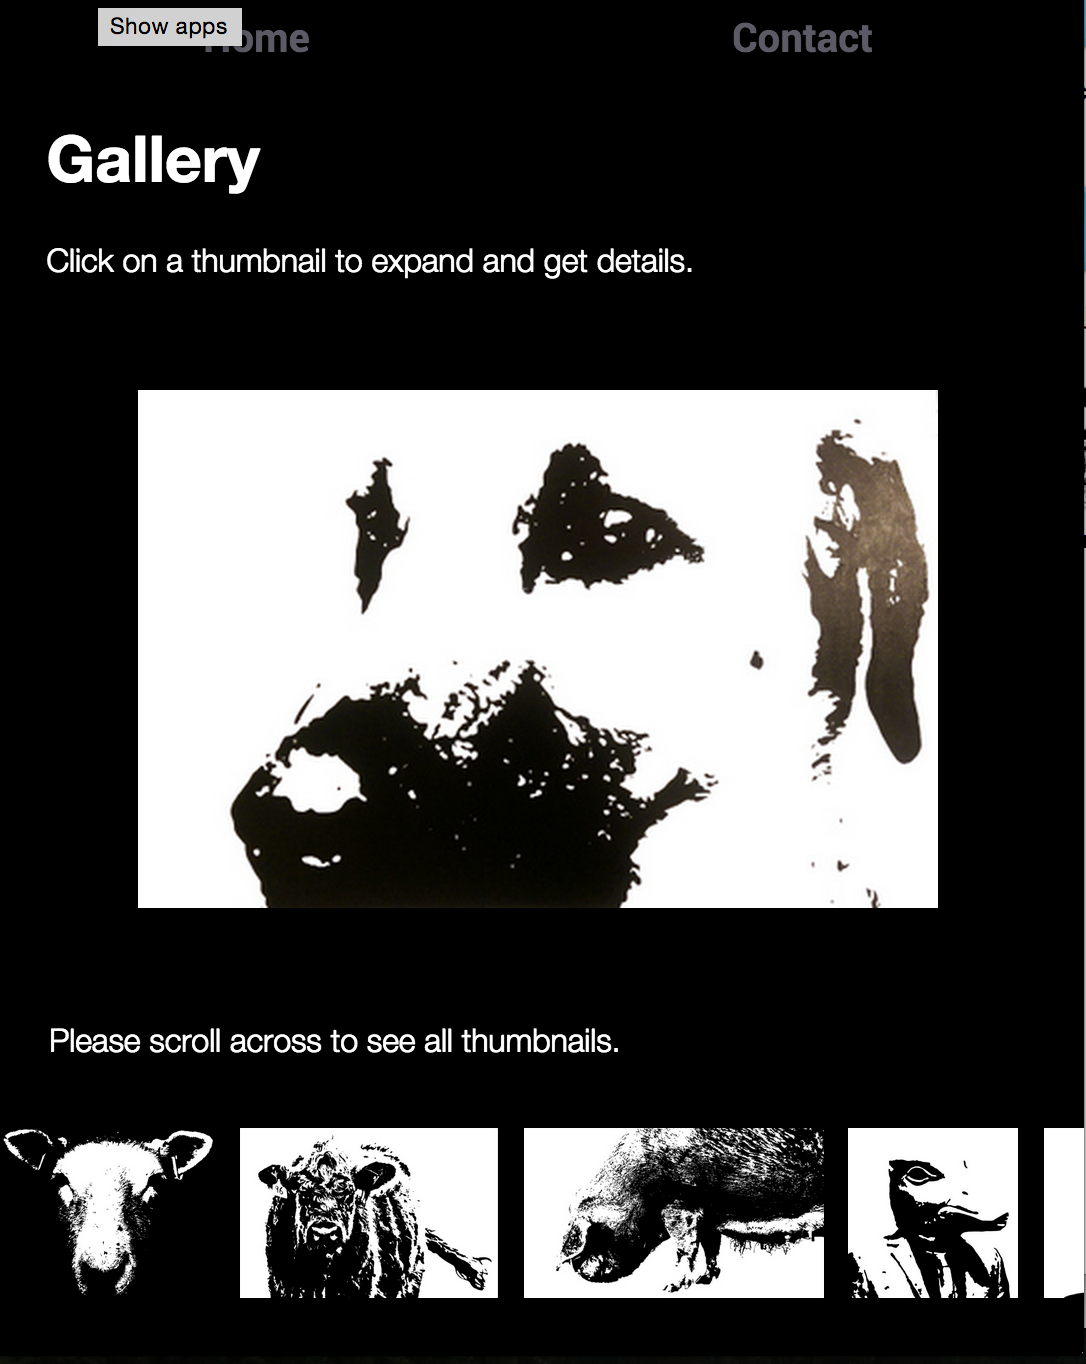 Show apps
Home
Contact
Gallery
Click on a thumbnail to expand and get details.
Please scroll across to see all thumbnails.